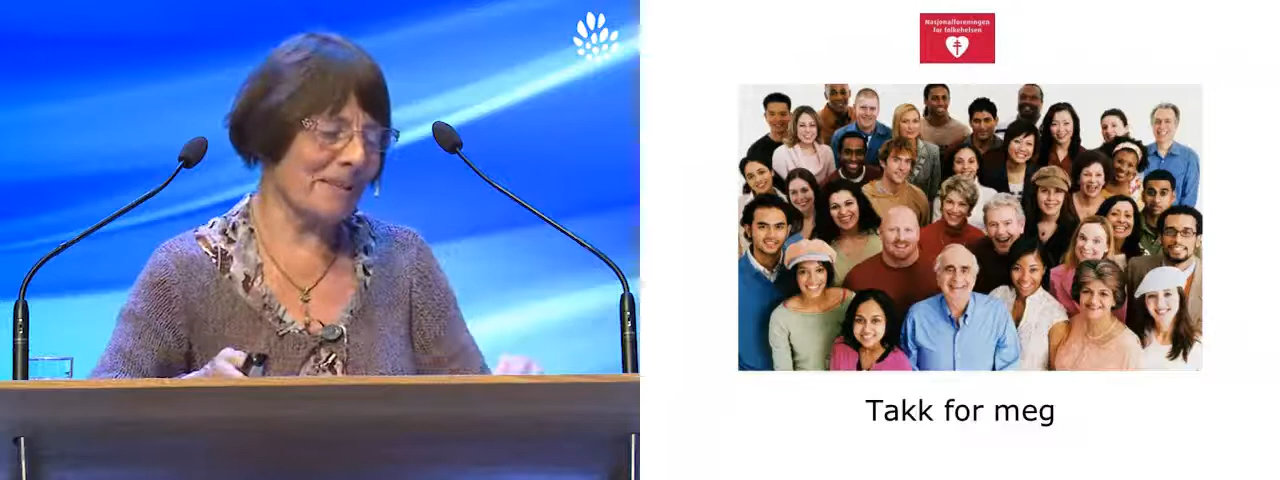 Nasjonalforeningen
for folkehelsen
Takk for meg